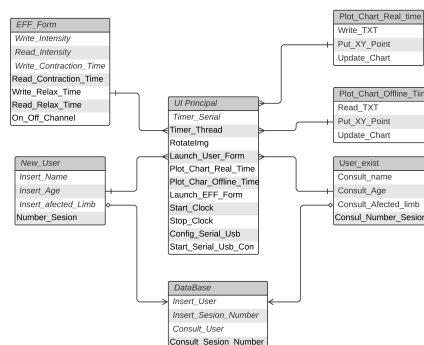 EFF_Form
Write_Intensity
Read_Intensity
Write_Contraction_Time
Read_Contraction_Time
Write_Relax_Time
Read_Relax_Time
On_Off_Channel
New_User
Insert_Name
Insert_Age
Insert_afected_Limb
Number_Sesion
UI Principal
Timer_Serial
Timer_Thread
RotateImg
Launch_User_Form
Plot_Chart_Real_Time
Plot_Char_Offline_Time
Launch_EFF_Form
Start_Clock
Stop_Clock
Config_Serial_Usb
Start_Serial_Usb_Con
DataBase
Insert_User
Insert_Sesion_Number
Consult_User
Consult_Sesion_Number
Plot_Chart_Real_time
Write_TXT
Put_XY_Point
Update_Chart
Plot_Chart_Offline_Tim
Read_TXT
Put_XY_Point
Update_Chart
User_exist
Consult_name
Consult_Age
Consult_Afected_limb
Consul_Number_Sesion